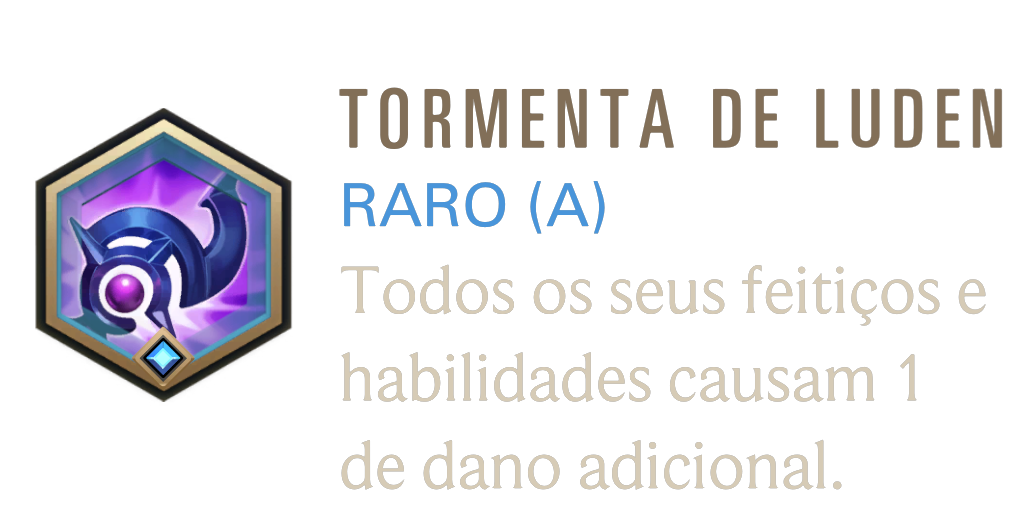 TORMENTA DE LUDEN
RARO (A)
Todos os seus feitiços e
habilidades causam 1
de dano adicional.